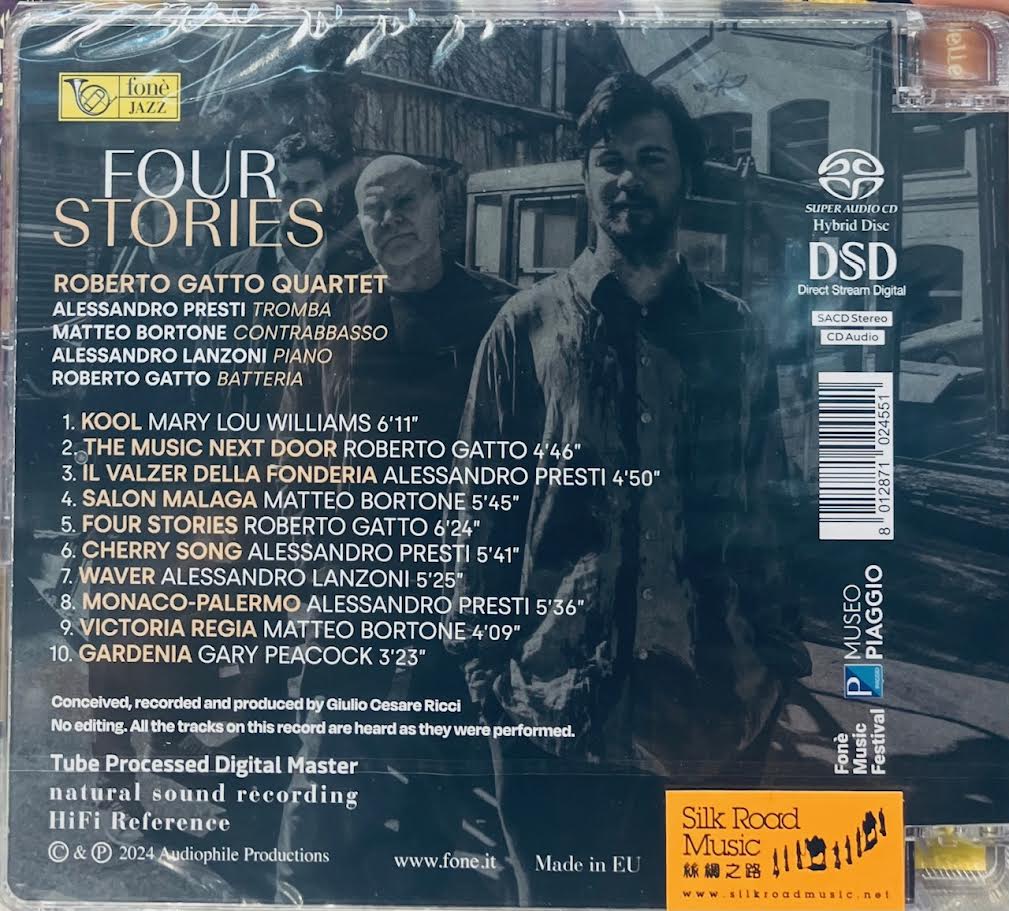 fonè
JAZZ
FOUR
STORIES
ROBERTO GATTO QUARTET
ALESSANDRO PRESTI TROMBA
MATTEO BORTONE CONTRABBASSO
ALESSANDRO LANZONI PIANO
ROBERTO GATTO BATTERIA
1. KOOL MARY LOU WILLIAMS 6'11"
2. THE MUSIC NEXT DOOR ROBERTO GATTO 4'46"
3. IL VALZER DELLA FONDERIA ALESSANDRO PRESTI 4'50"
4. SALON MALAGA MATTEO BORTONE 5'45"
5. FOUR STORIES ROBERTO GATTO 6'24"
6. CHERRY SONG ALESSANDRO PRESTI 5'41"
7. WAVER ALESSANDRO LANZONI 5'25"
8. MONACO-PALERMO ALESSANDRO PRESTI 5'36"
9. VICTORIA REGIA MATTEO BORTONE 4'09"
10. GARDENIA GARY PEACOCK 3'23"
Conceived, recorded and produced by Giulio Cesare Ricci
No editing. All the tracks on this record are heard as they were performed.
Tube Processed Digital Master
natural sound recording
HiFi Reference
© & ℗ 2024 Audiophile Productions
www.fone.it
Made in EU
SUPER AUDIO CD
Hybrid Disc
DSD
Direct Stream Digital
SACD Stereo
CD Audio
8 012871 024551
MUSEO
PIAGGIO
P PIAGGIO
Fonè
Music
Festival
Silk Road
Music
絲綢之路
www.silkroadmusic.net